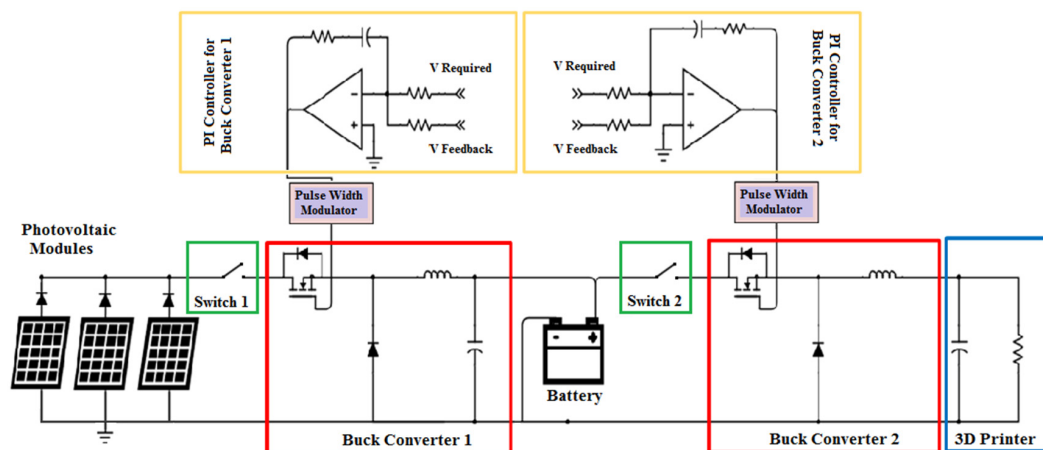 PI Controller for
Buck Converter 1
V Required
V Feedback
V Required
V Feedback
PI Controller for
Buck Converter 2
Pulse Width
Modulator
Pulse Width
Modulator
Photovoltaic
Modules
Switch 1
Switch 2
Battery
Buck Converter 1
Buck Converter 2
3D Printer